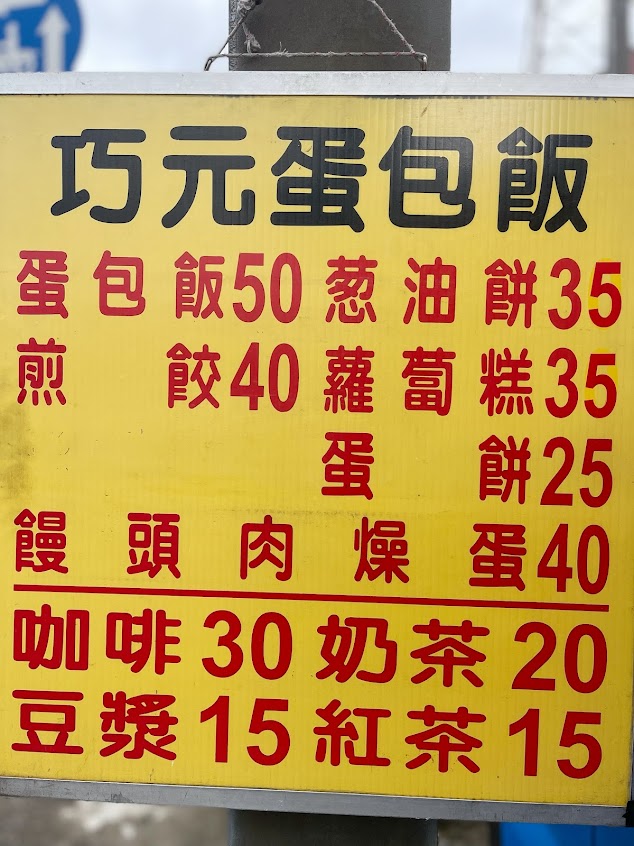 巧元蛋包飯
蛋包飯50 葱油餅35
煎餃40 蘿蔔糕35
蛋餅25
饅頭肉燥蛋40
咖啡30 奶茶20
豆漿15 紅茶15